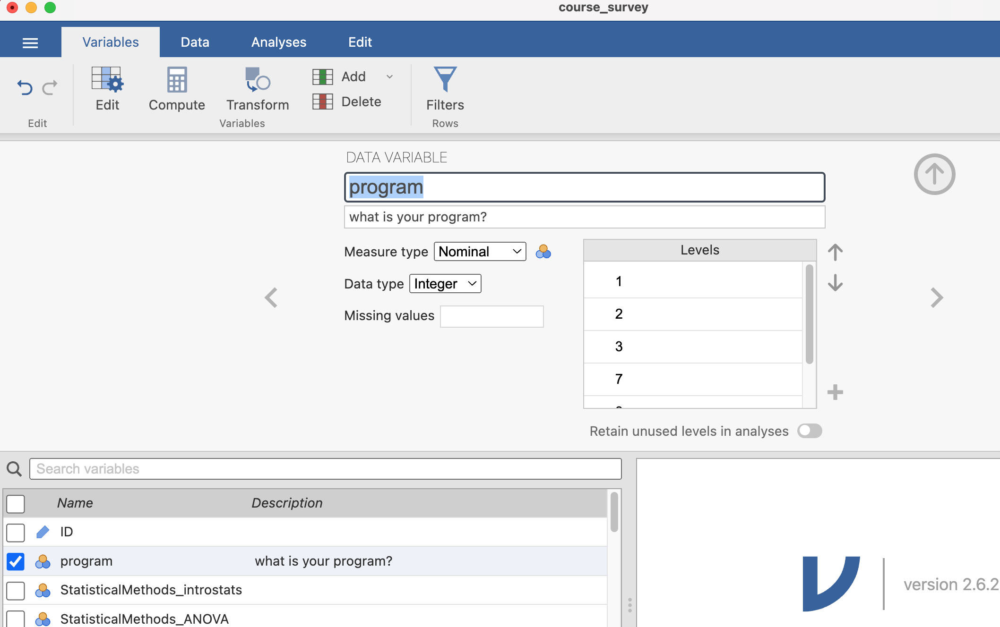 course_survey
Variables Data Analyses Edit
Edit Compute Transform Add Delete Filters
Edit Variables Rows
DATA VARIABLE
program
what is your program?
Measure type Nominal
Data type Integer
Missing values
Levels
1
2
3
7
Retain unused levels in analyses
Search variables
Name Description
ID
program what is your program?
StatisticalMethods_introstats
StatisticalMethods_ANOVA
version 2.6.2